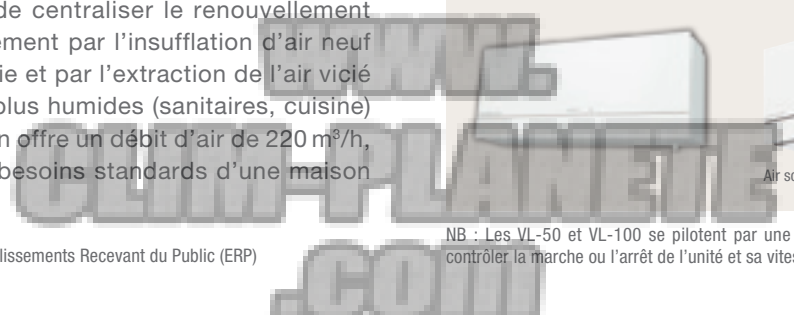 de centraliser le renouvellement
ement par l'insufflation d'air neuf
ie et par l'extraction de l'air vicié
plus humides (sanitaires, cuisine)
n offre un débit d'air de 220 m³/h,
besoins standards d'une maison
lissements Recevant du Public (ERP)
www.
CLIM-PLANETE
.com
Air so
NB : Les VL-50 et VL-100 se pilotent par une
contrôler la marche ou l'arrêt de l'unité et sa vites